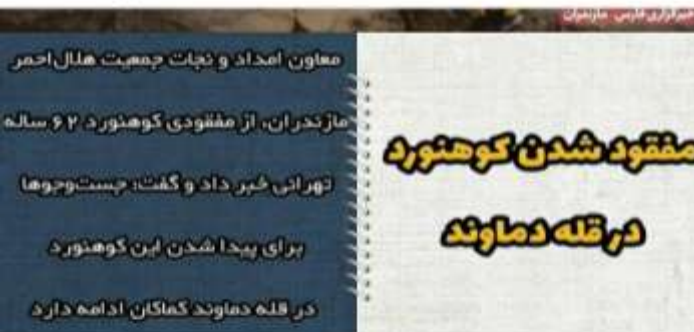 خبرگزاری فارس مازندران
مفقود شدن کوهنورد
در قله دماوند
معاون امداد و نجات جمعیت هلال‌احمر
مازندران، از مفقودی کوهنورد ۶۲ ساله
تهرانی خبر داد و گفت: جست‌وجوها
برای پیدا شدن این کوهنورد
در قله دماوند کماکان ادامه دارد